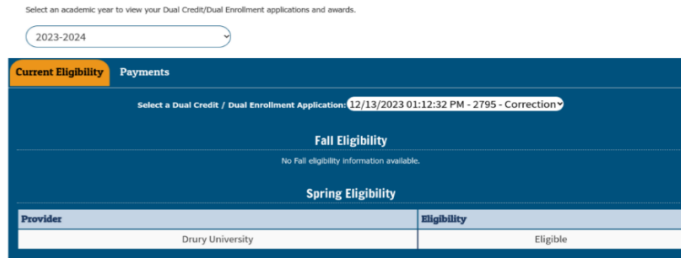 Select an academic year to view your Dual Credit/Dual Enrollment applications and awards.
2023-2024
Current Eligibility Payments
Select a Dual Credit / Dual Enrollment Application: 12/13/2023 01:12:32 PM - 2795 - Correction
Fall Eligibility
No Fall eligibility information available.
Spring Eligibility
Provider Eligibility
Drury University Eligible